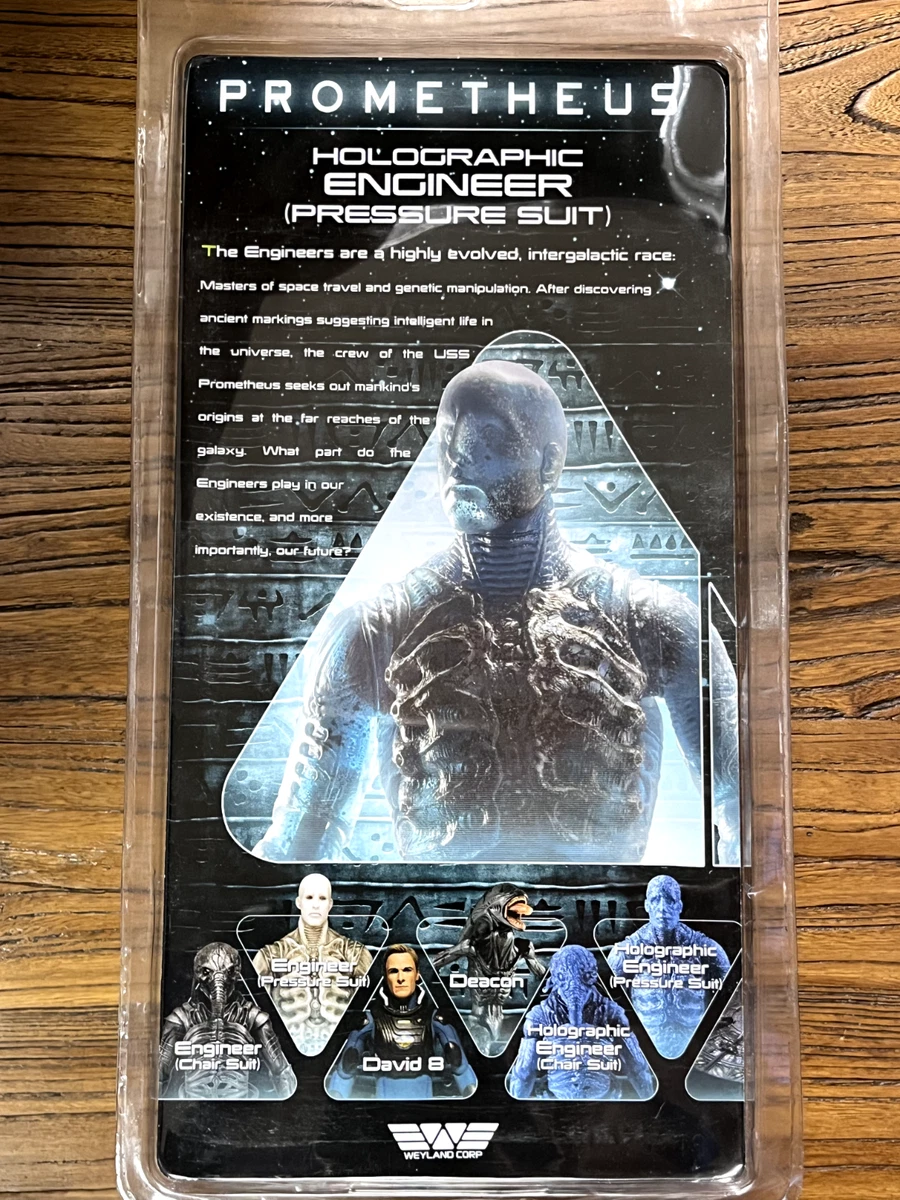 PROMETHEUS
HOLOGRAPHIC
ENGINEER
(PRESSURE SUIT)
The Engineers are a highly evolved, intergalactic race:
Masters of space travel and genetic manipulation. After discovering
ancient markings suggesting intelligent life in
the universe, the crew of the USS
Prometheus seeks out mankind's
origins at the far reaches of the
galaxy. What part do the
Engineers play in our
existence, and more
importantly, our future?
Engineer
(Pressure Suit)
Deacon
Holographic
Engineer
(Pressure Suit)
Engineer
(Chair Suit)
David 8
Holographic
Engineer
(Chair Suit)
WEYLAND CORP